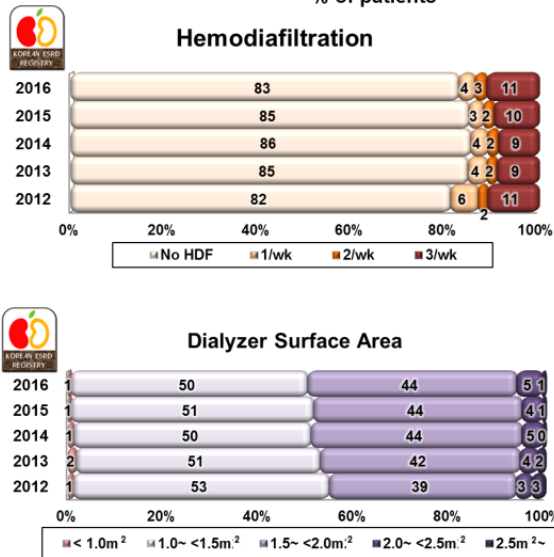 % of patients
KOREAN ESRD
REGISTRY
Hemodiafiltration
2016 83 4 3 11
2015 85 3 2 10
2014 86 4 2 9
2013 85 4 2 9
2012 82 6 2 11
0% 20% 40% 60% 80% 100%
No HDF 1/wk 2/wk 3/wk
KOREAN ESRD
REGISTRY
Dialyzer Surface Area
2016 1 50 44 5 1
2015 1 51 44 4 1
2014 1 50 44 5 0
2013 2 51 42 4 2
2012 1 53 39 3 3
0% 20% 40% 60% 80% 100%
< 1.0m² 1.0~ <1.5m² 1.5~ <2.0m² 2.0~ <2.5m² 2.5m²~